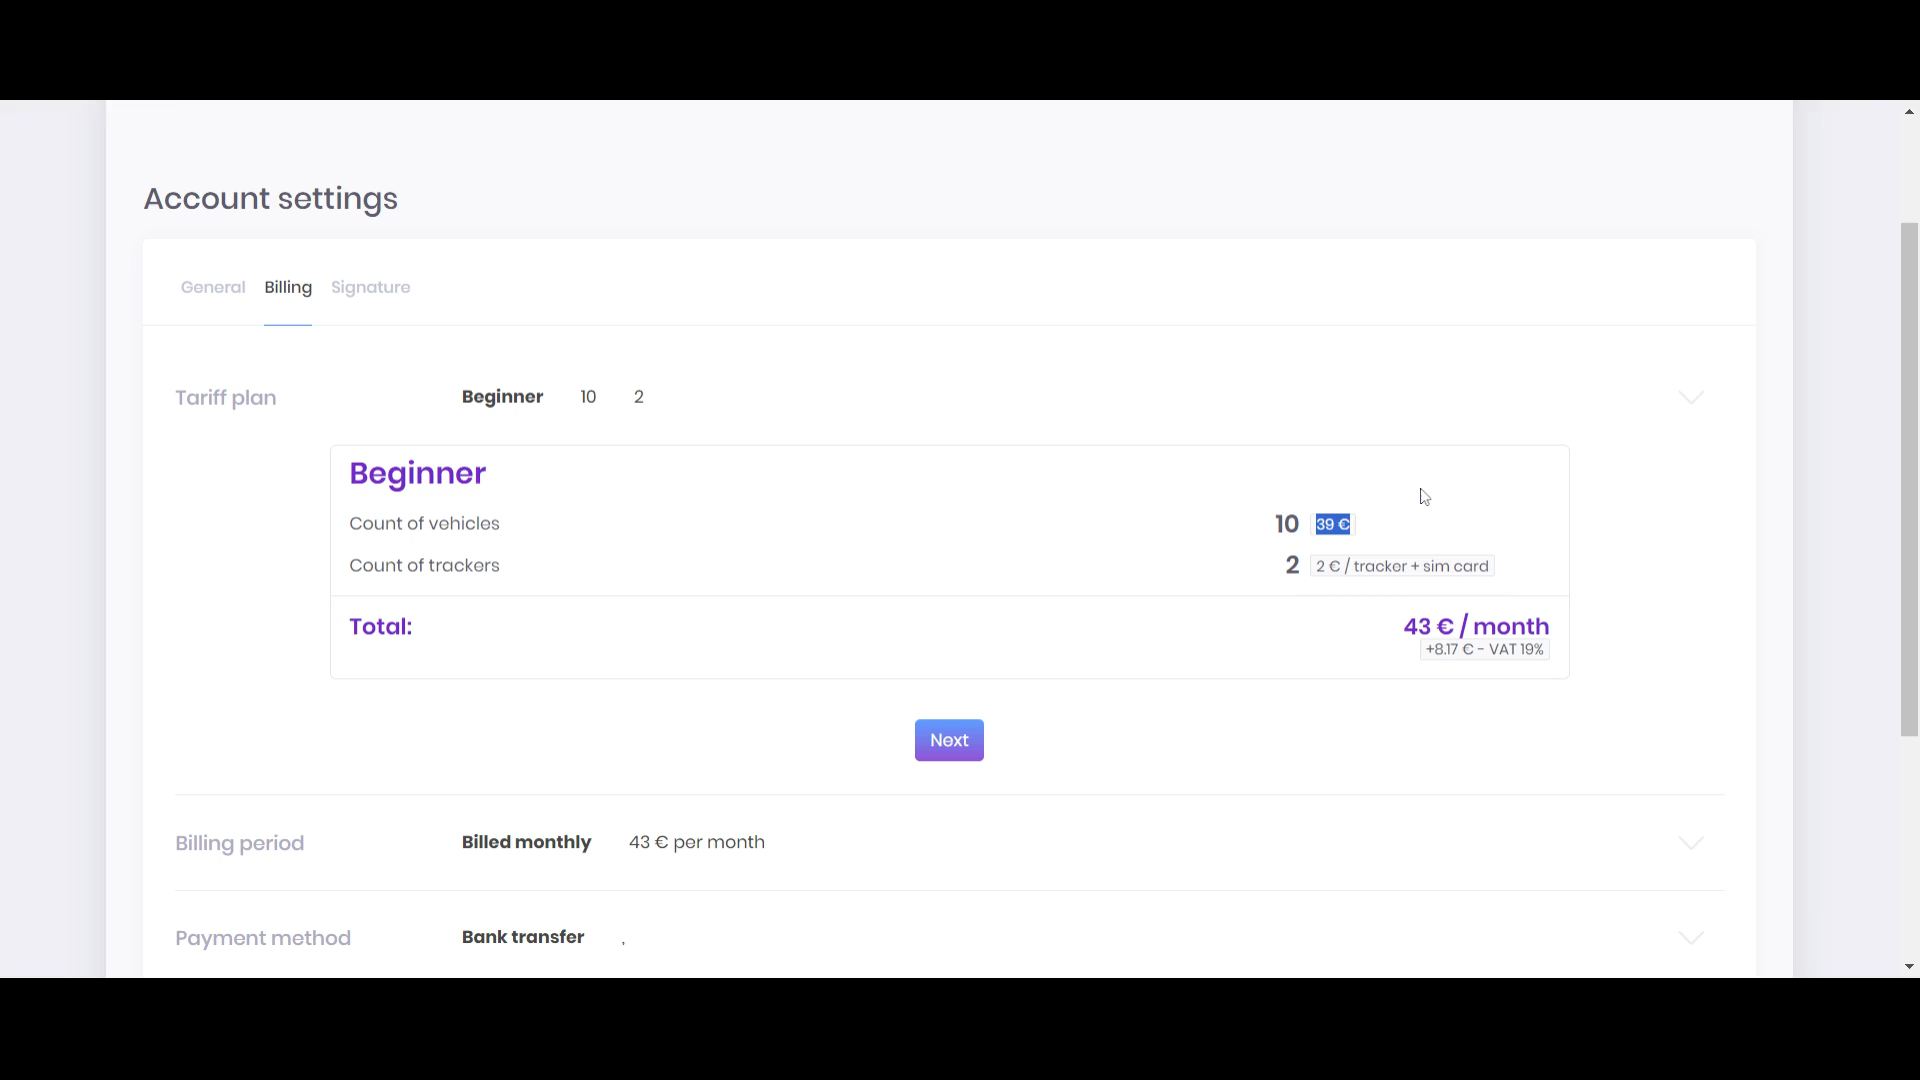 Account settings
General Billing Signature
Tariff plan Beginner 10 2
Beginner
Count of vehicles 10 39 €
Count of trackers 2 2 € / tracker + sim card
Total: 43 € / month
+8.17 € - VAT 19%
Next
Billing period Billed monthly 43 € per month
Payment method Bank transfer ,